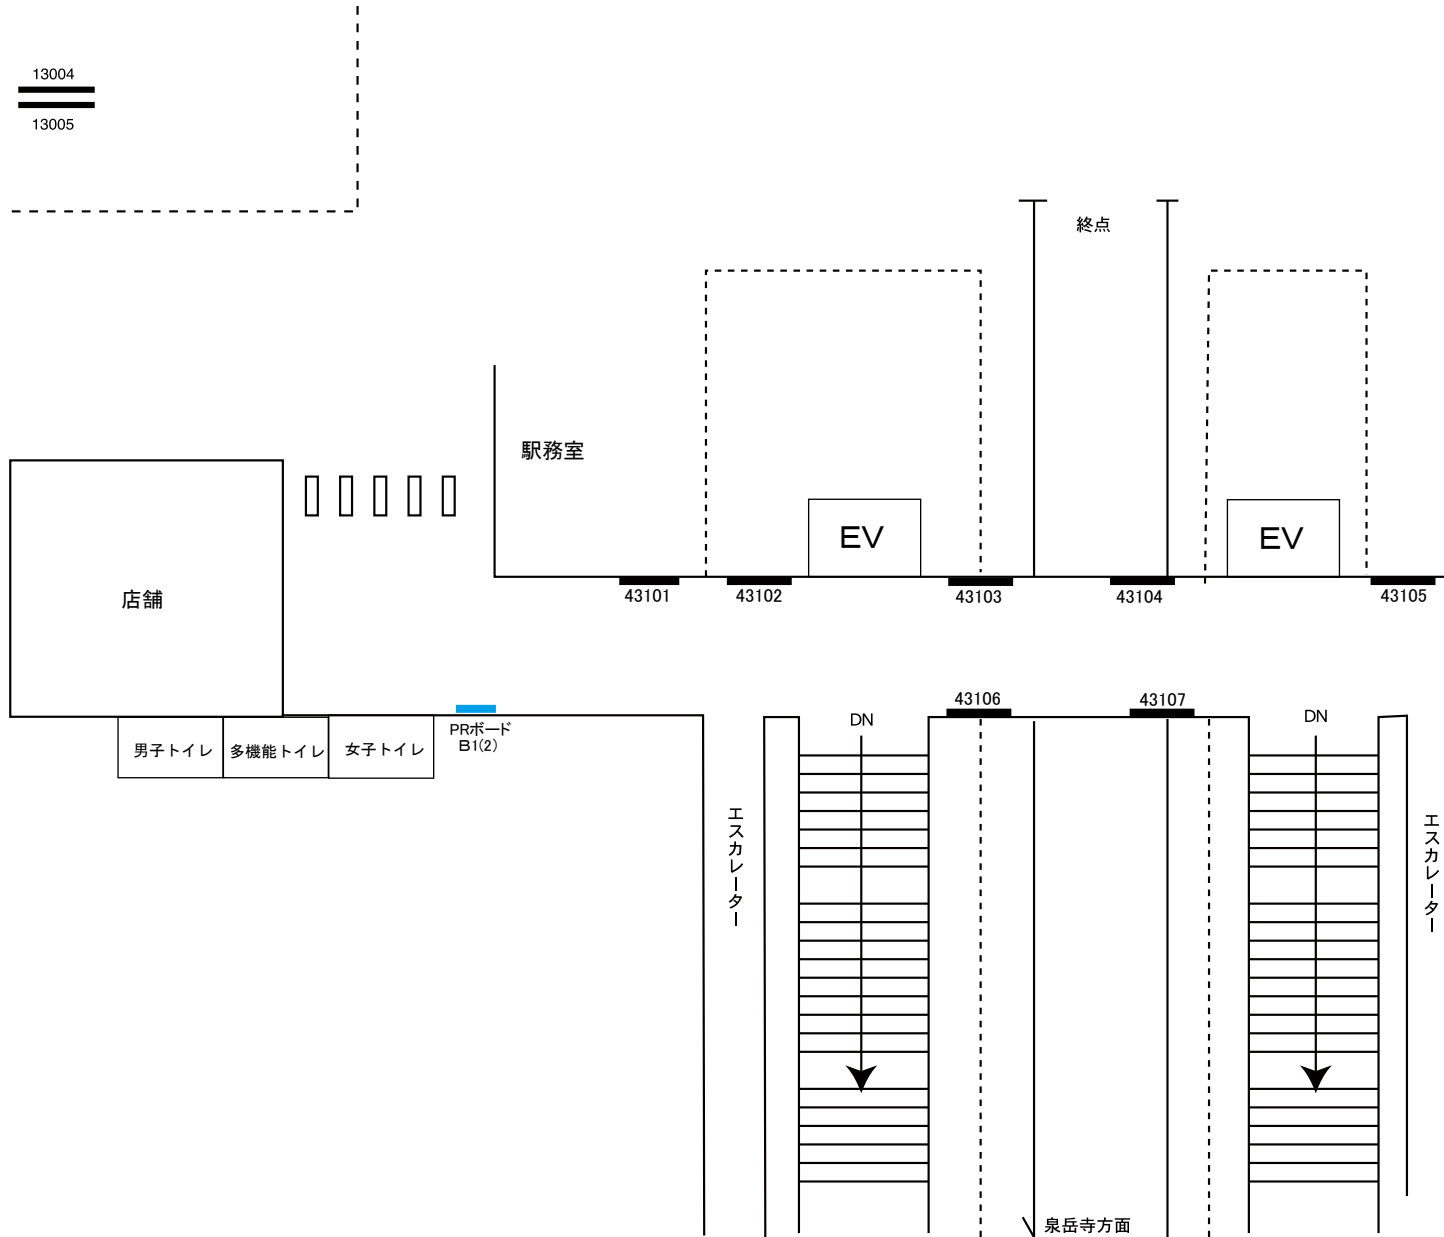 13004
13005
終点
駅務室
EV
EV
店舗
43101
43102
43103
43104
43105
43106
43107
PRボード
B1(2)
DN
DN
男子トイレ
多機能トイレ
女子トイレ
エスカレーター
エスカレーター
泉岳寺方面